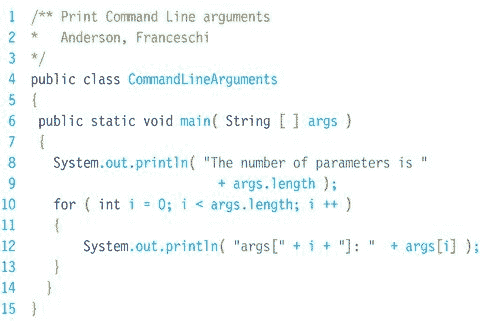 1 /** Print Command Line arguments
2 *   Anderson, Franceschi
3 */
4 public class CommandLineArguments
5 {
6  public static void main( String [ ] args )
7  {
8    System.out.println( "The number of parameters is "
9                         + args.length );
10    for ( int i = 0; i < args.length; i ++ )
11    {
12        System.out.println( "args[" + i + "]: "  + args[i] );
13    }
14   }
15 }